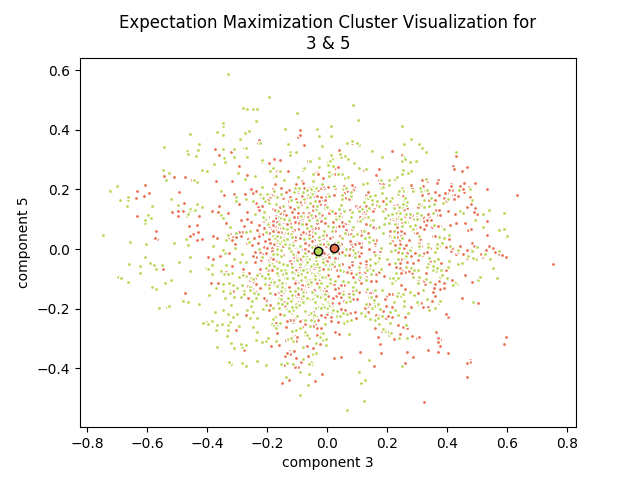 Expectation Maximization Cluster Visualization for
3 & 5
0.6
0.4
0.2
0.0
−0.2
−0.4
component 5
−0.8 −0.6 −0.4 −0.2 0.0 0.2 0.4 0.6 0.8
component 3